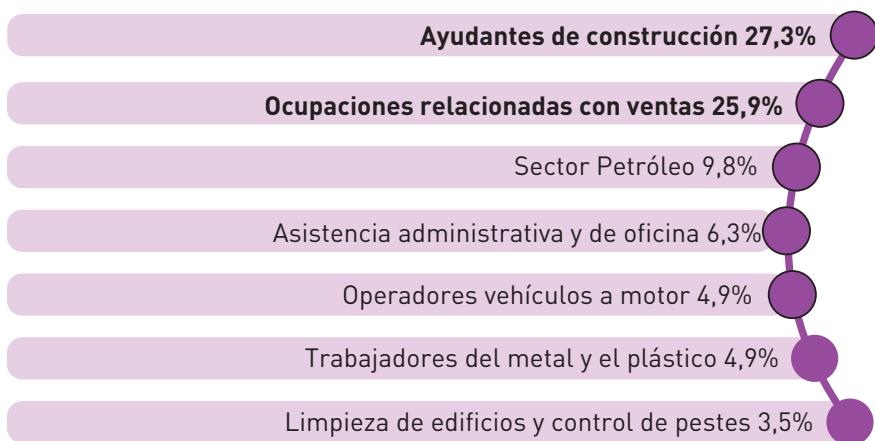 Ayudantes de construcción 27,3%
Ocupaciones relacionadas con ventas 25,9%
Sector Petróleo 9,8%
Asistencia administrativa y de oficina 6,3%
Operadores vehículos a motor 4,9%
Trabajadores del metal y el plástico 4,9%
Limpieza de edificios y control de pestes 3,5%